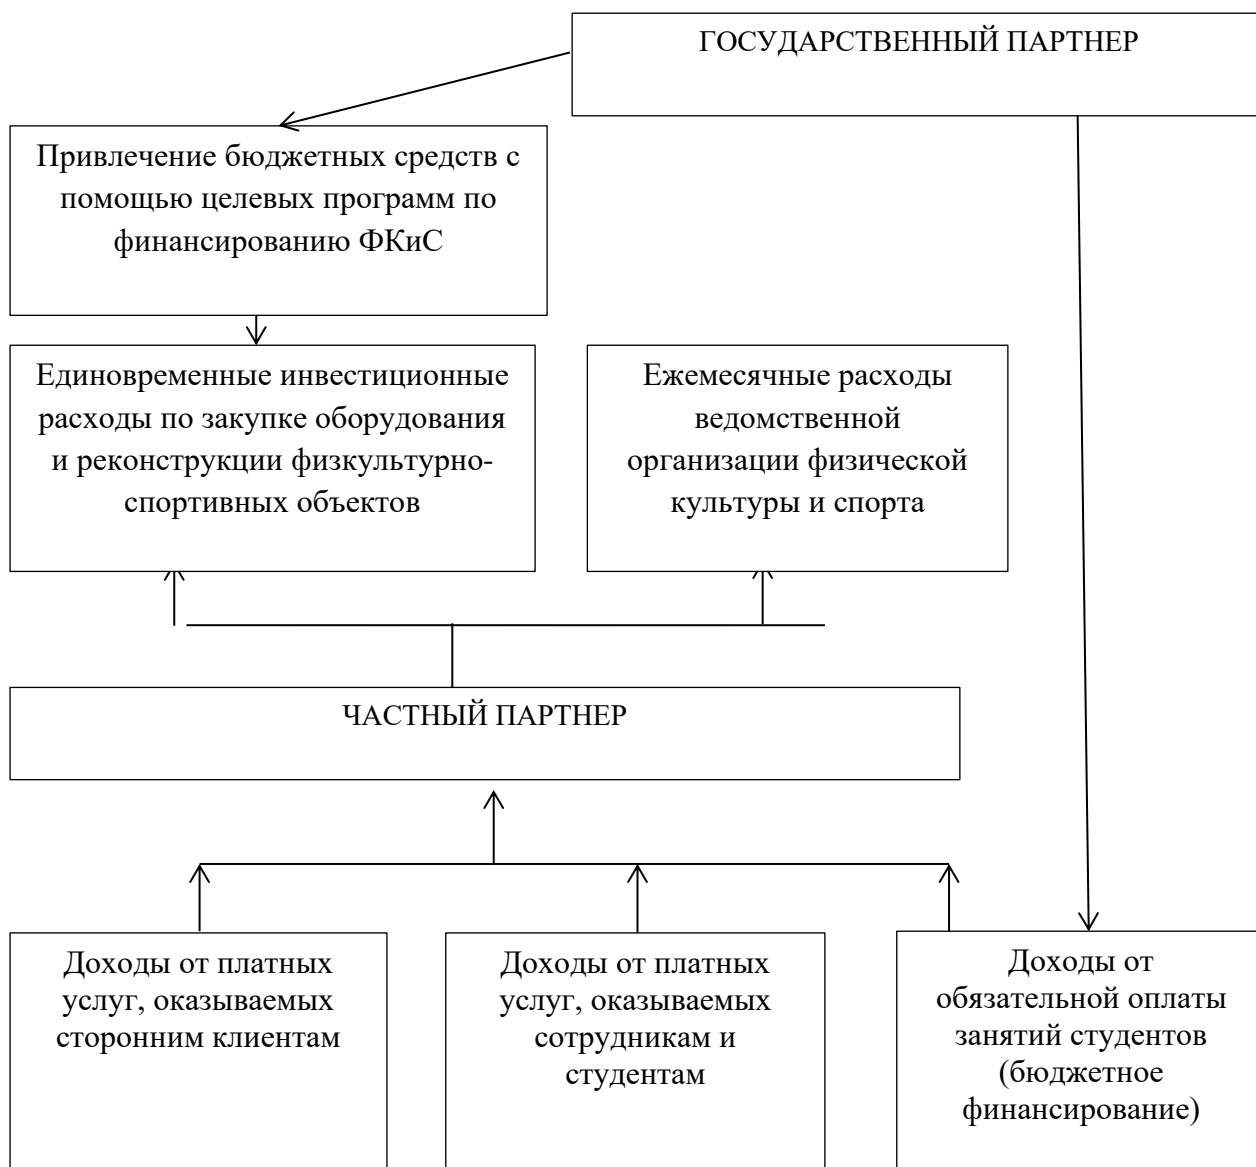 ГОСУДАРСТВЕННЫЙ ПАРТНЕР
Привлечение бюджетных средств с
помощью целевых программ по
финансированию ФКиС
Единовременные инвестиционные
расходы по закупке оборудования
и реконструкции физкультурно-
спортивных объектов
Ежемесячные расходы
ведомственной
организации физической
культуры и спорта
ЧАСТНЫЙ ПАРТНЕР
Доходы от платных
услуг, оказываемых
сторонним клиентам
Доходы от платных
услуг, оказываемых
сотрудникам и
студентам
Доходы от
обязательной оплаты
занятий студентов
(бюджетное
финансирование)